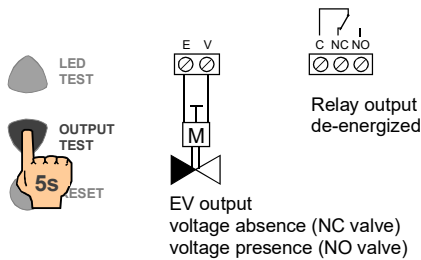 LED
TEST
OUTPUT
TEST
5s
ESET
E V
M
EV output
voltage absence (NC valve)
voltage presence (NO valve)
C NC NO
Relay output
de-energized